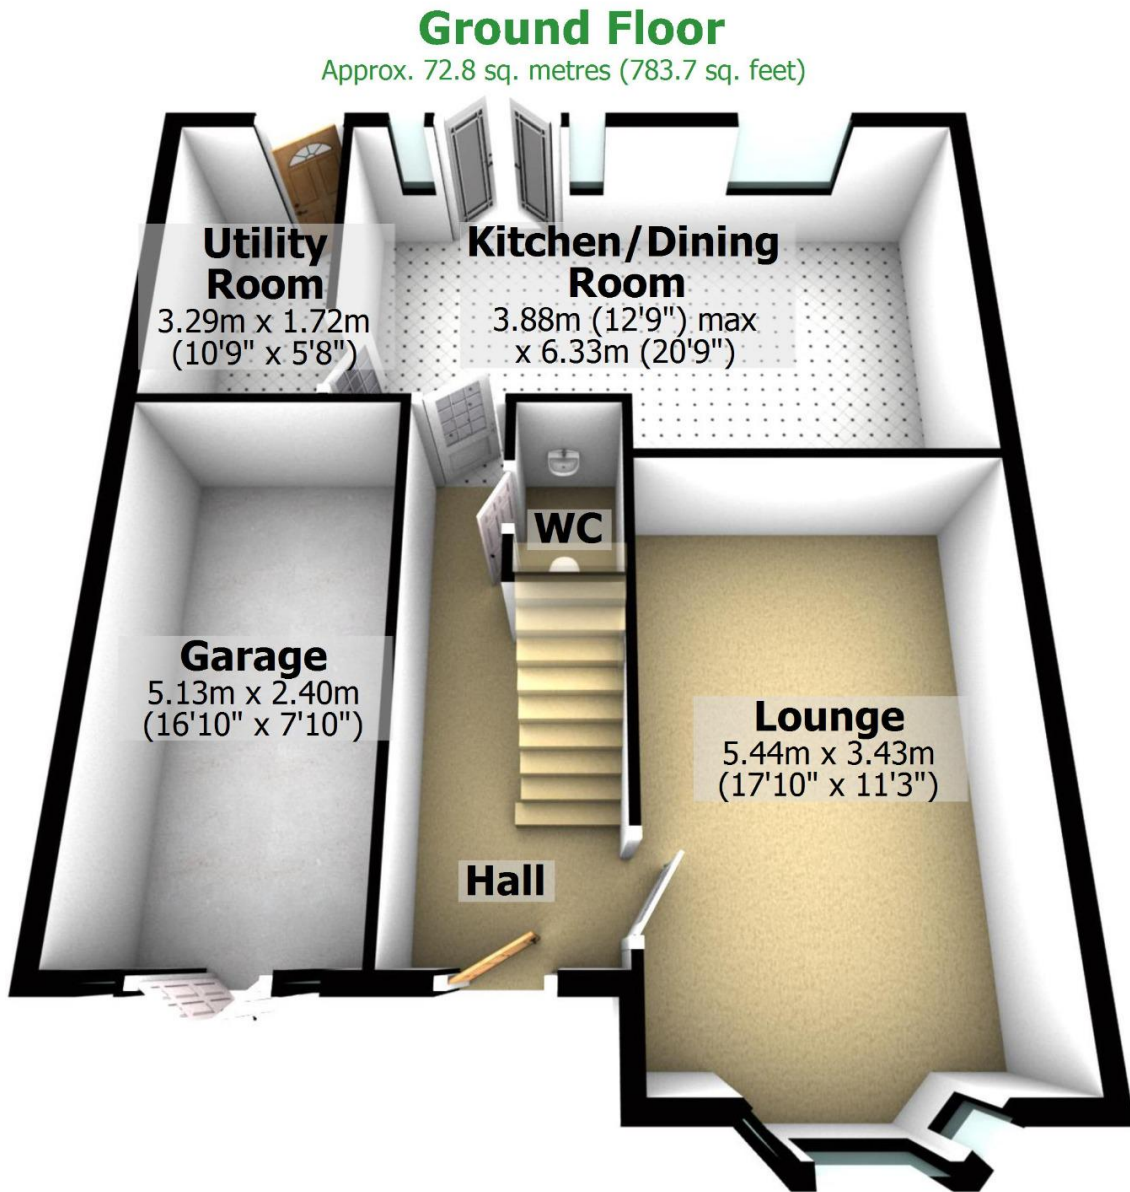 Ground Floor
Approx. 72.8 sq. metres (783.7 sq. feet)
Utility
Room
3.29m x 1.72m
(10'9" x 5'8")
Kitchen/Dining
Room
3.88m (12'9") max
x 6.33m (20'9")
WC
Garage
5.13m x 2.40m
(16'10" x 7'10")
Lounge
5.44m x 3.43m
(17'10" x 11'3")
Hall